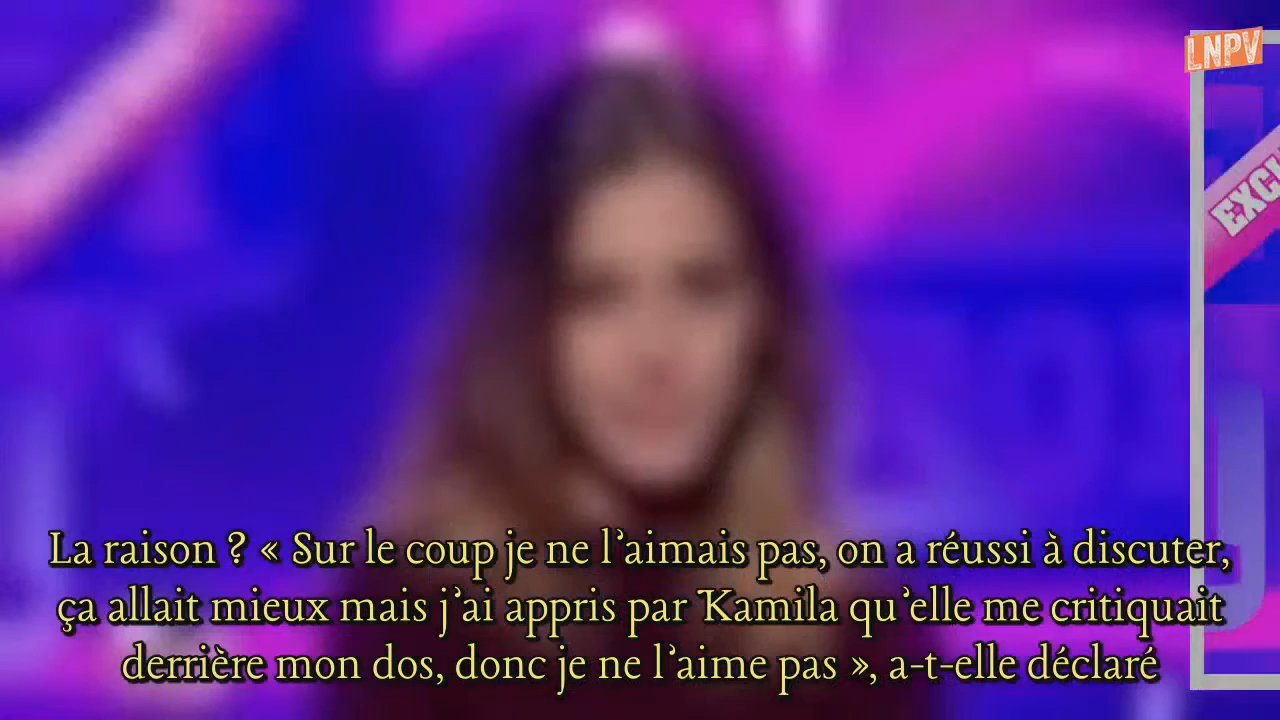 LNPV
La raison ? « Sur le coup je ne l'aimais pas, on a réussi à discuter,
ça allait mieux mais j'ai appris par Kamila qu'elle me critiquait
derrière mon dos, donc je ne l'aime pas », a-t-elle déclaré